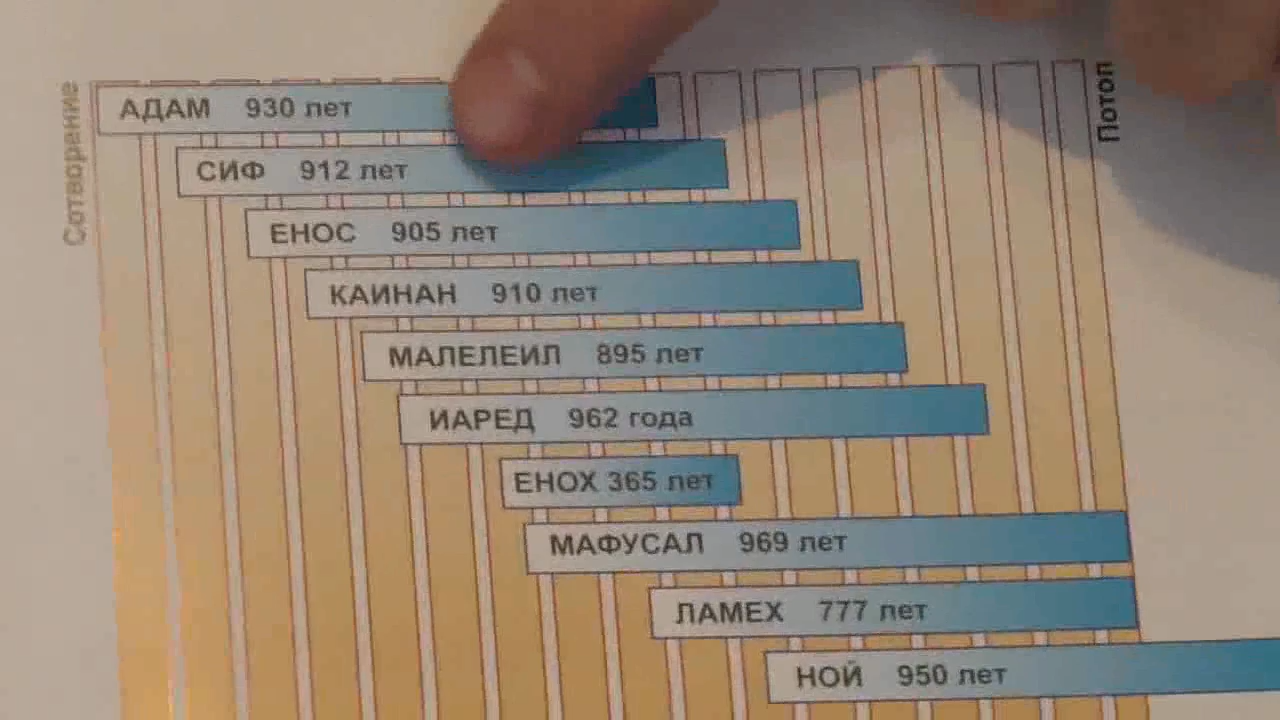 Сотворение
Потоп
АДАМ 930 лет
СИФ 912 лет
ЕНОС 905 лет
КАИНАН 910 лет
МАЛЕЛЕИЛ 895 лет
ИАРЕД 962 года
ЕНОХ 365 лет
МАФУСАЛ 969 лет
ЛАМЕХ 777 лет
НОЙ 950 лет